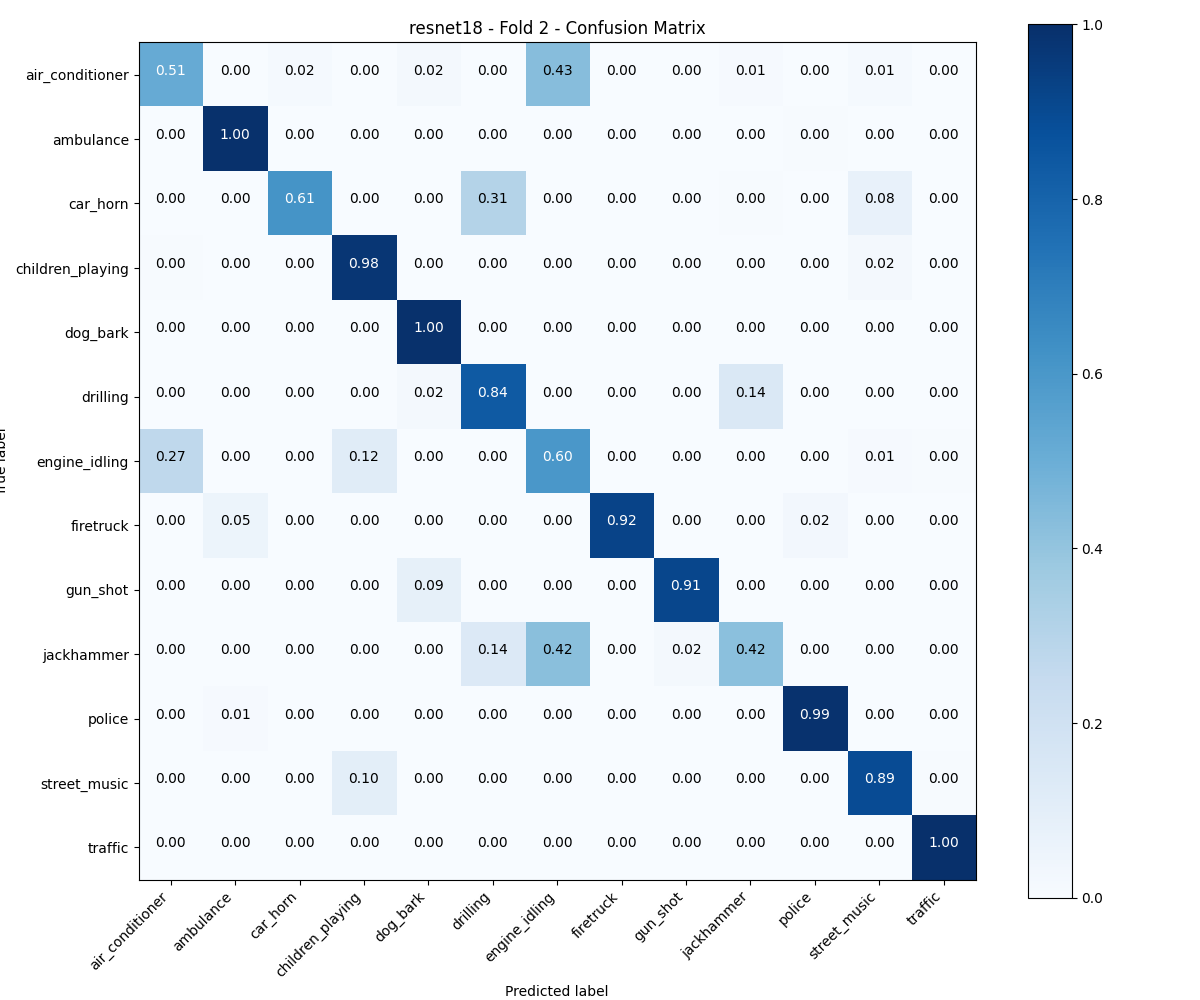 resnet18 - Fold 2 - Confusion Matrix
air_conditioner 0.51 0.00 0.02 0.00 0.02 0.00 0.43 0.00 0.00 0.01 0.00 0.01 0.00
ambulance 0.00 1.00 0.00 0.00 0.00 0.00 0.00 0.00 0.00 0.00 0.00 0.00 0.00
car_horn 0.00 0.00 0.61 0.00 0.00 0.31 0.00 0.00 0.00 0.00 0.00 0.08 0.00
children_playing 0.00 0.00 0.00 0.98 0.00 0.00 0.00 0.00 0.00 0.00 0.00 0.02 0.00
dog_bark 0.00 0.00 0.00 0.00 1.00 0.00 0.00 0.00 0.00 0.00 0.00 0.00 0.00
drilling 0.00 0.00 0.00 0.00 0.02 0.84 0.00 0.00 0.00 0.14 0.00 0.00 0.00
engine_idling 0.27 0.00 0.00 0.12 0.00 0.00 0.60 0.00 0.00 0.00 0.00 0.01 0.00
firetruck 0.00 0.05 0.00 0.00 0.00 0.00 0.00 0.92 0.00 0.00 0.02 0.00 0.00
gun_shot 0.00 0.00 0.00 0.00 0.09 0.00 0.00 0.00 0.91 0.00 0.00 0.00 0.00
jackhammer 0.00 0.00 0.00 0.00 0.00 0.14 0.42 0.00 0.02 0.42 0.00 0.00 0.00
police 0.00 0.01 0.00 0.00 0.00 0.00 0.00 0.00 0.00 0.00 0.99 0.00 0.00
street_music 0.00 0.00 0.00 0.10 0.00 0.00 0.00 0.00 0.00 0.00 0.00 0.89 0.00
traffic 0.00 0.00 0.00 0.00 0.00 0.00 0.00 0.00 0.00 0.00 0.00 0.00 1.00
air_conditioner ambulance car_horn children_playing dog_bark drilling engine_idling firetruck gun_shot jackhammer police street_music traffic
Predicted label
1.0
0.8
0.6
0.4
0.2
0.0